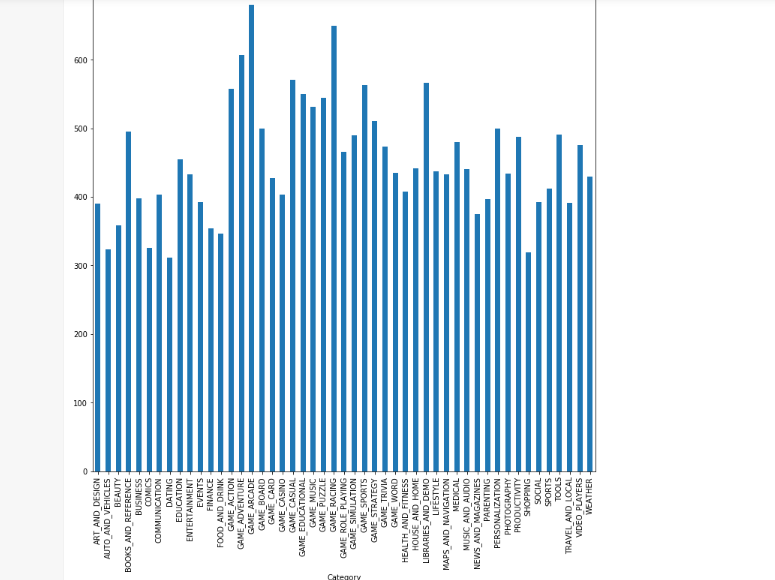 600
500
400
300
200
100
0
ART_AND_DESIGN
AUTO_AND_VEHICLES
BEAUTY
BOOKS_AND_REFERENCE
BUSINESS
COMICS
COMMUNICATION
DATING
EDUCATION
ENTERTAINMENT
EVENTS
FINANCE
FOOD_AND_DRINK
GAME_ACTION
GAME_ADVENTURE
GAME_ARCADE
GAME_BOARD
GAME_CARD
GAME_CASINO
GAME_CASUAL
GAME_EDUCATIONAL
GAME_MUSIC
GAME_PUZZLE
GAME_RACING
GAME_ROLE_PLAYING
GAME_SIMULATION
GAME_SPORTS
GAME_STRATEGY
GAME_TRIVIA
GAME_WORD
HEALTH_AND_FITNESS
HOUSE_AND_HOME
LIBRARIES_AND_DEMO
LIFESTYLE
MAPS_AND_NAVIGATION
MEDICAL
MUSIC_AND_AUDIO
NEWS_AND_MAGAZINES
PARENTING
PERSONALIZATION
PHOTOGRAPHY
PRODUCTIVITY
SHOPPING
SOCIAL
SPORTS
TOOLS
TRAVEL_AND_LOCAL
VIDEO_PLAYERS
WEATHER
Category